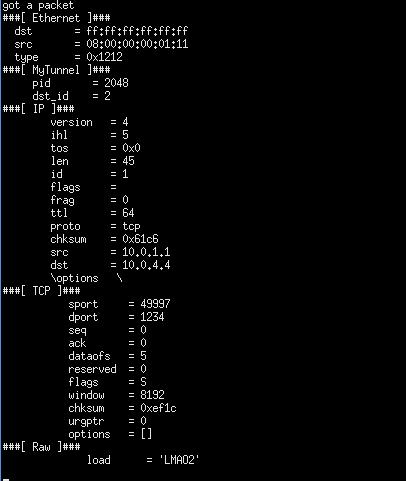 got a packet
###[ Ethernet ]###
  dst       = ff:ff:ff:ff:ff:ff
  src       = 08:00:00:00:01:11
  type      = 0x1212
###[ MyTunnel ]###
     pid       = 2048
     dst_id    = 2
###[ IP ]###
        version   = 4
        ihl       = 5
        tos       = 0x0
        len       = 45
        id        = 1
        flags     =
        frag      = 0
        ttl       = 64
        proto     = tcp
        chksum    = 0x61c6
        src       = 10.0.1.1
        dst       = 10.0.4.4
        \options   \
###[ TCP ]###
           sport     = 49997
           dport     = 1234
           seq       = 0
           ack       = 0
           dataofs   = 5
           reserved  = 0
           flags     = S
           window    = 8192
           chksum    = 0xef1c
           urgptr    = 0
           options   = []
###[ Raw ]###
              load      = 'LMAO2'